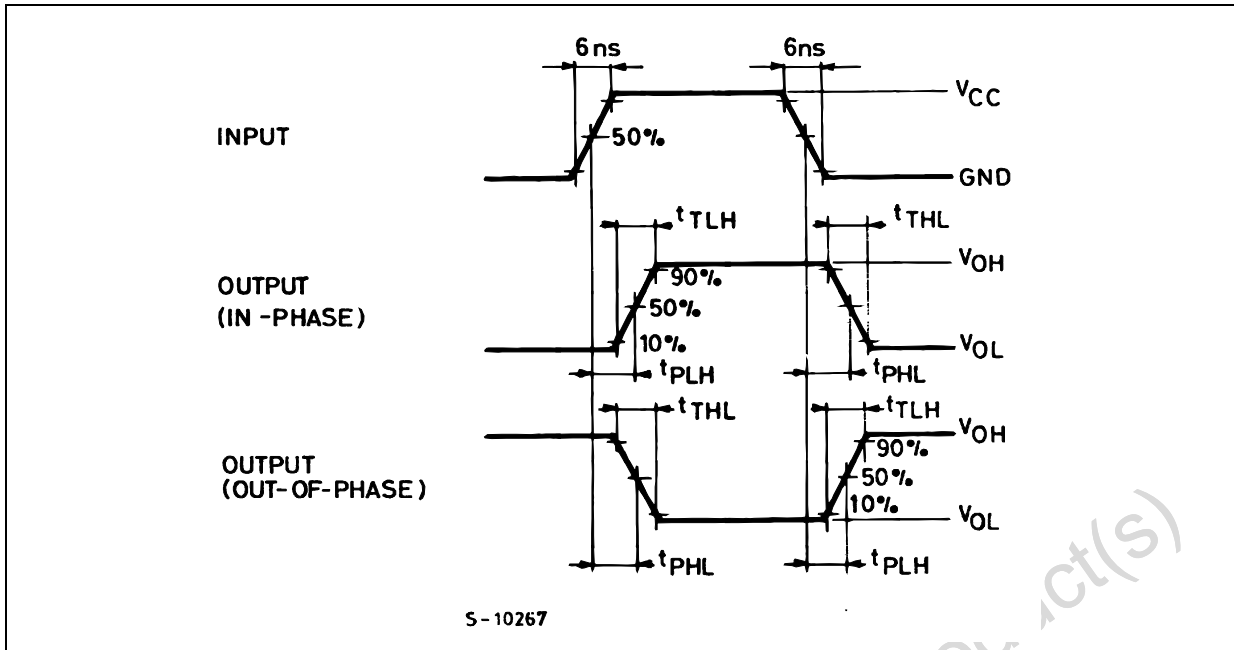 6ns 6ns
VCC
INPUT
50%
GND
tTLH tTHL
VOH
90%
OUTPUT
(IN-PHASE)
50%
10%
VOL
tPLH tPHL
tTHL tTLH
VOH
90%
OUTPUT
(OUT-OF-PHASE)
50%
10%
VOL
tPHL tPLH
S-10267